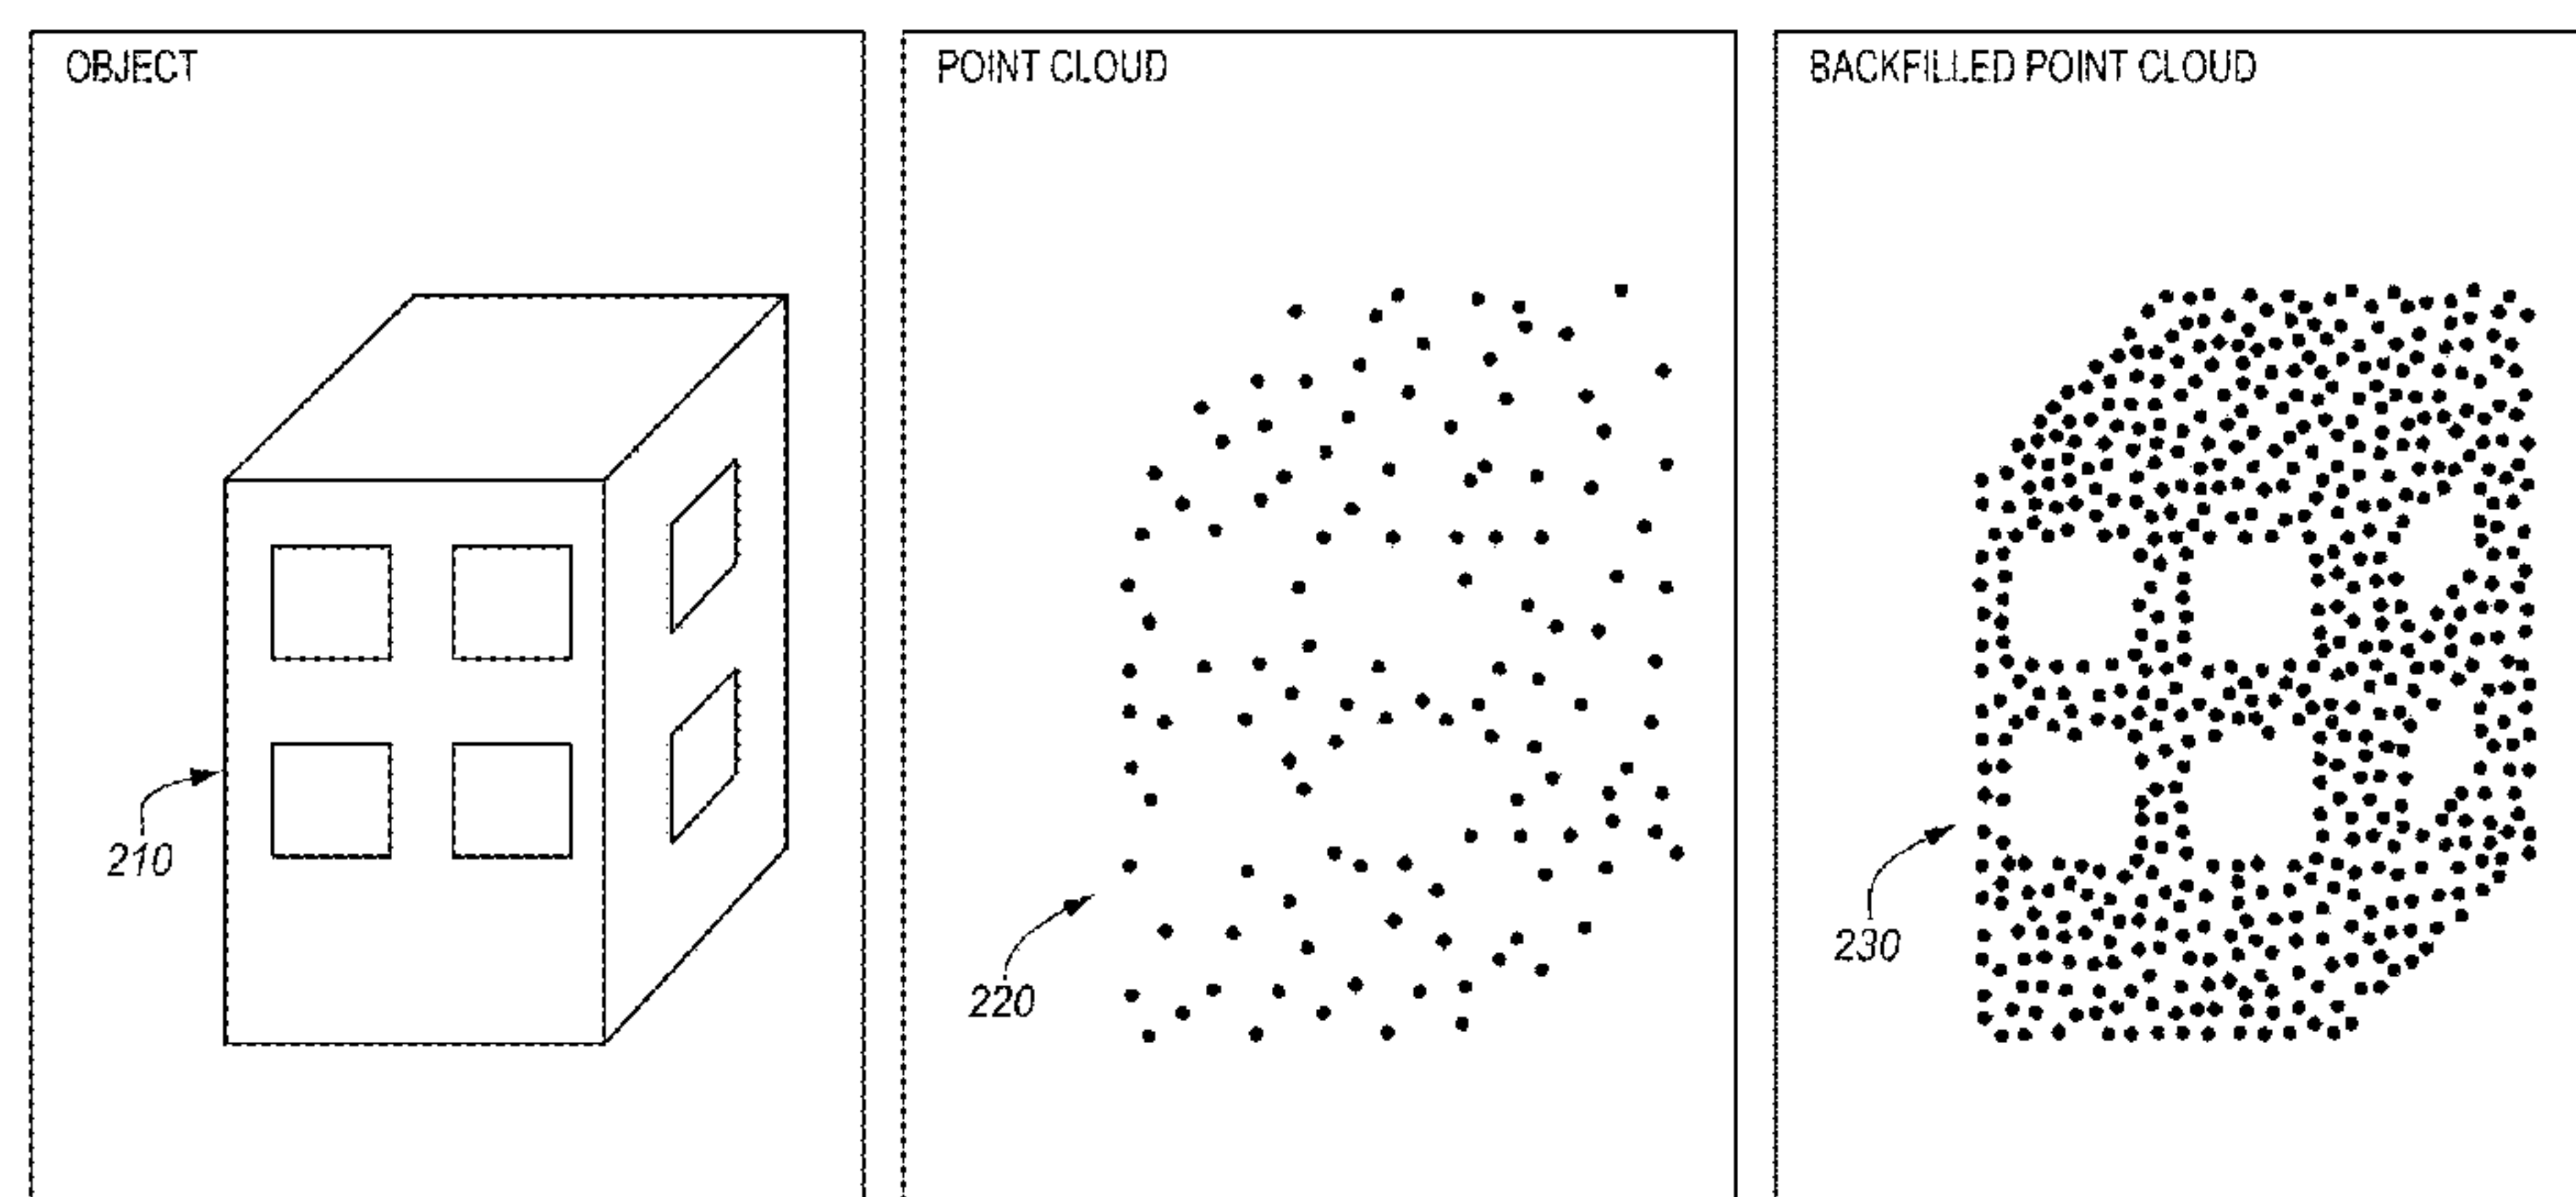 OBJECT
POINT CLOUD
BACKFILLED POINT CLOUD
210
220
230